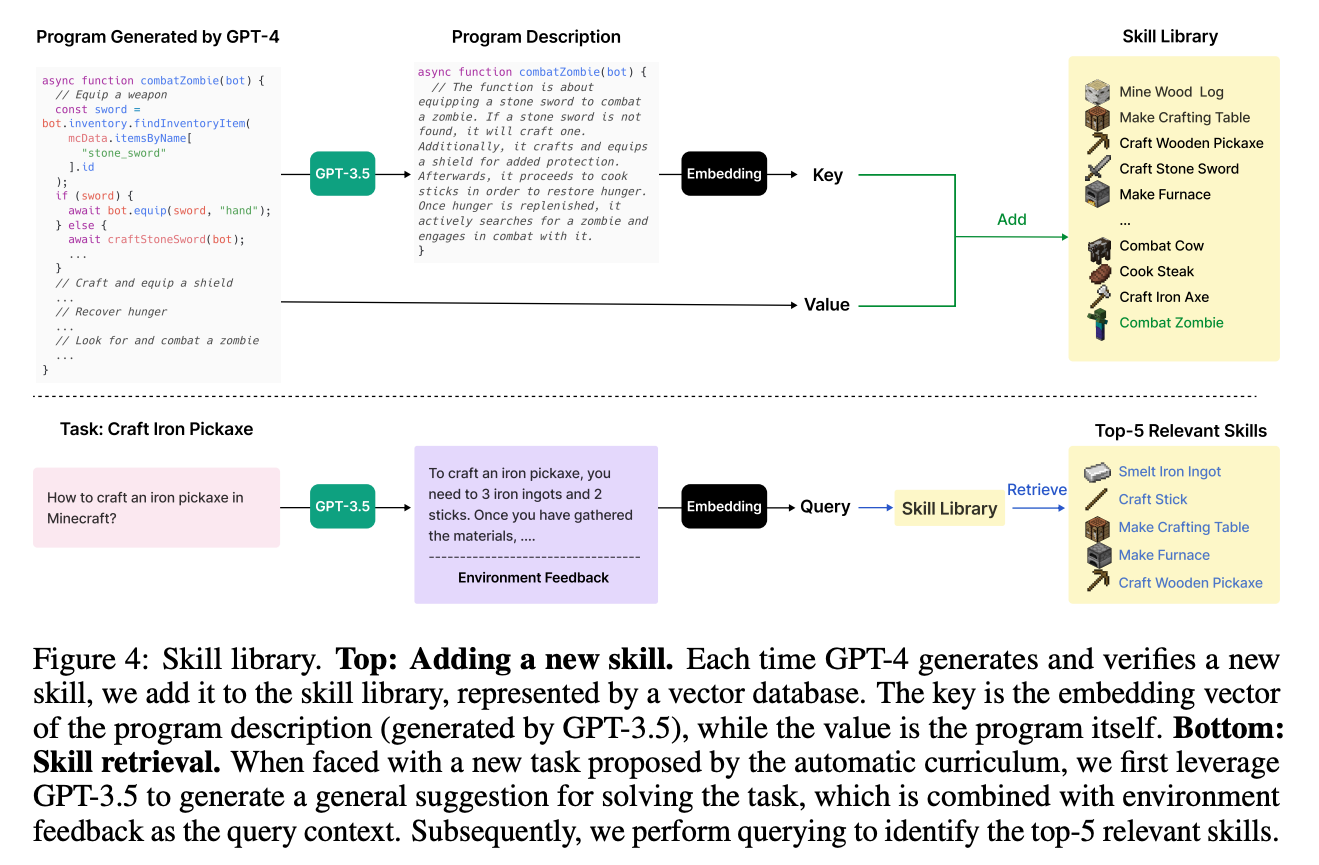 Program Generated by GPT-4
async function combatZombie(bot) {
// Equip a weapon
const sword =
bot.inventory.findInventoryItem(
mcData.itemsByName[
"stone_sword"
].id
);
if (sword) {
await bot.equip(sword, "hand");
} else {
await craftStoneSword(bot);
...
}
// Craft and equip a shield
...
// Recover hunger
...
// Look for and combat a zombie
...
}
GPT-3.5
Program Description
async function combatZombie(bot) {
// The function is about
equipping a stone sword to combat
a zombie. If a stone sword is not
found, it will craft one.
Additionally, it crafts and equips
a shield for added protection.
Afterwards, it proceeds to cook
sticks in order to restore hunger.
Once hunger is replenished, it
actively searches for a zombie and
engages in combat with it.
}
Embedding
Key
Value
Add
Skill Library
Mine Wood Log
Make Crafting Table
Craft Wooden Pickaxe
Craft Stone Sword
Make Furnace
...
Combat Cow
Cook Steak
Craft Iron Axe
Combat Zombie
Task: Craft Iron Pickaxe
How to craft an iron pickaxe in
Minecraft?
GPT-3.5
To craft an iron pickaxe, you
need to 3 iron ingots and 2
sticks. Once you have gathered
the materials, ....
Environment Feedback
Embedding
Query
Skill Library
Retrieve
Top-5 Relevant Skills
Smelt Iron Ingot
Craft Stick
Make Crafting Table
Make Furnace
Craft Wooden Pickaxe
Figure 4: Skill library. Top: Adding a new skill. Each time GPT-4 generates and verifies a new
skill, we add it to the skill library, represented by a vector database. The key is the embedding vector
of the program description (generated by GPT-3.5), while the value is the program itself. Bottom:
Skill retrieval. When faced with a new task proposed by the automatic curriculum, we first leverage
GPT-3.5 to generate a general suggestion for solving the task, which is combined with environment
feedback as the query context. Subsequently, we perform querying to identify the top-5 relevant skills.